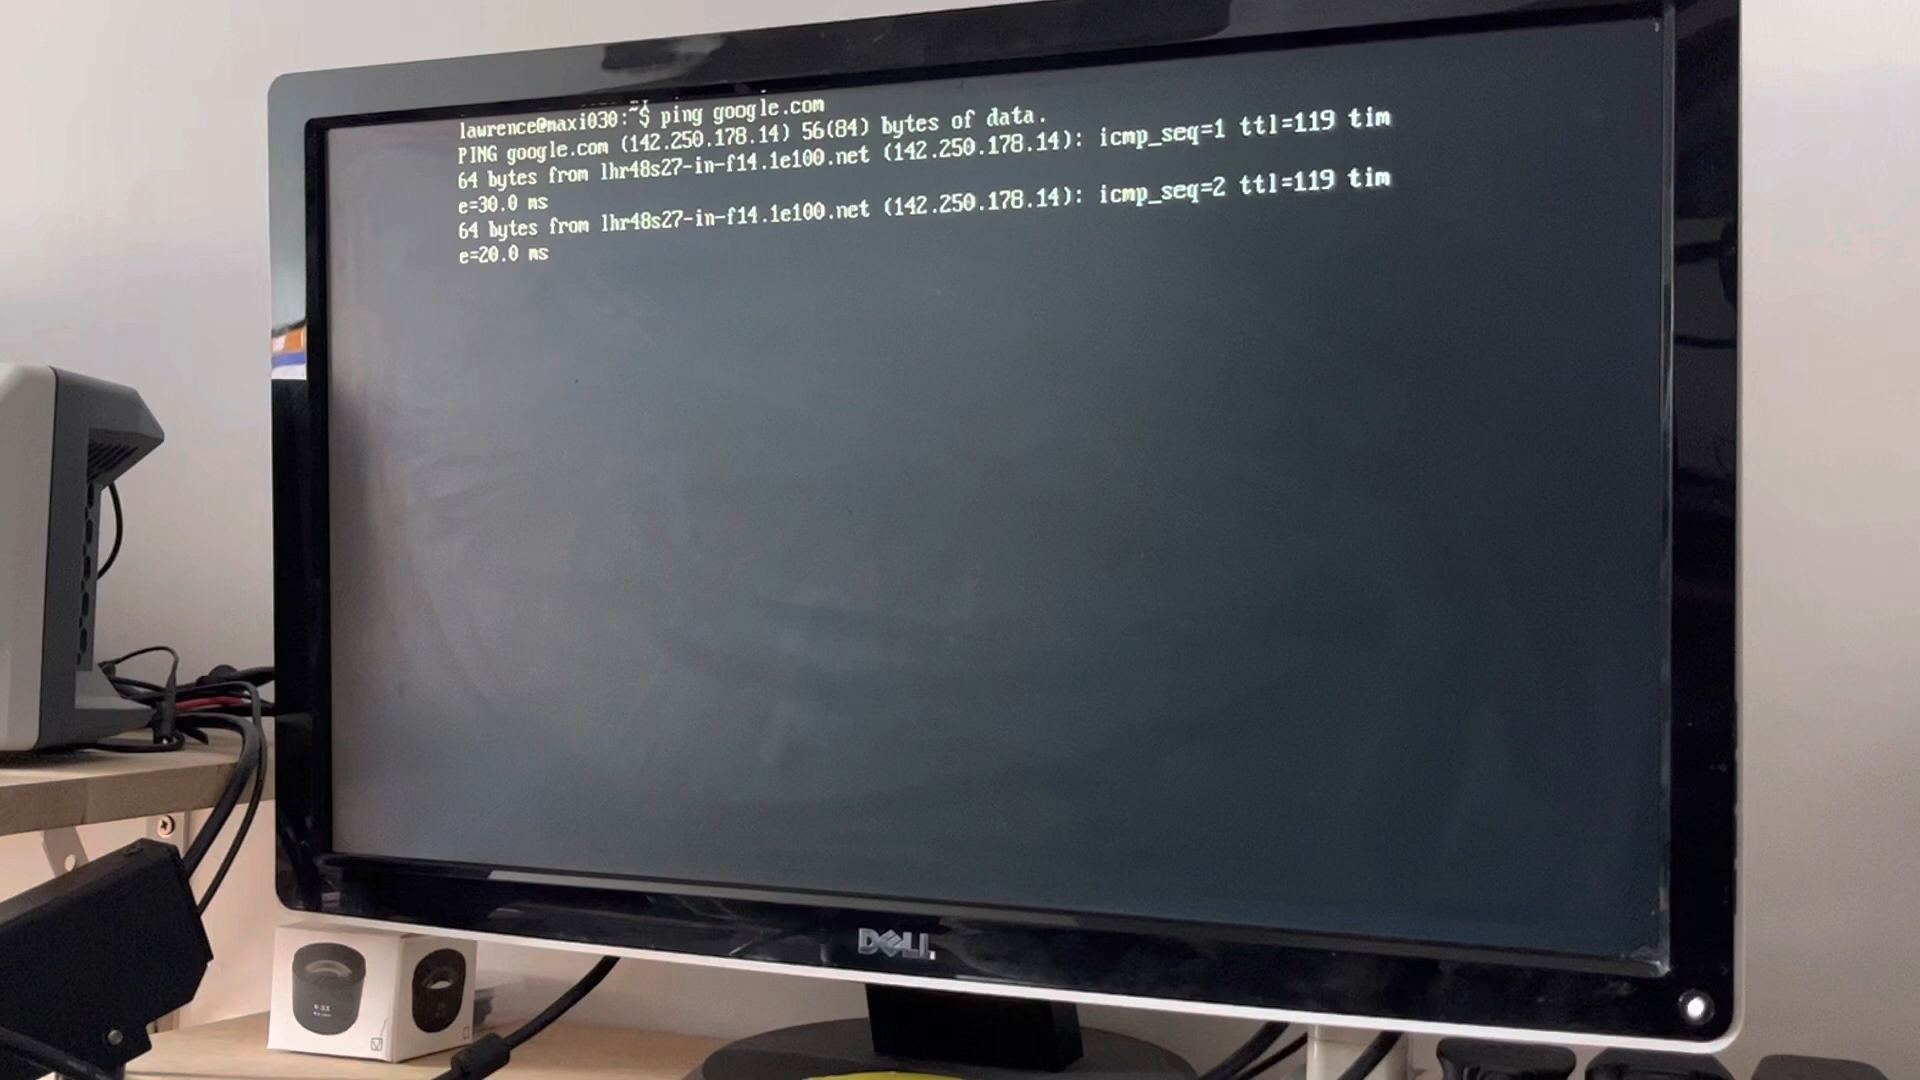 lawrence@maxi030:~$ ping google.com
PING google.com (142.250.178.14) 56(84) bytes of data.
64 bytes from lhr48s27-in-f14.1e100.net (142.250.178.14): icmp_seq=1 ttl=119 tim
e=30.0 ms
64 bytes from lhr48s27-in-f14.1e100.net (142.250.178.14): icmp_seq=2 ttl=119 tim
e=20.0 ms
DELL